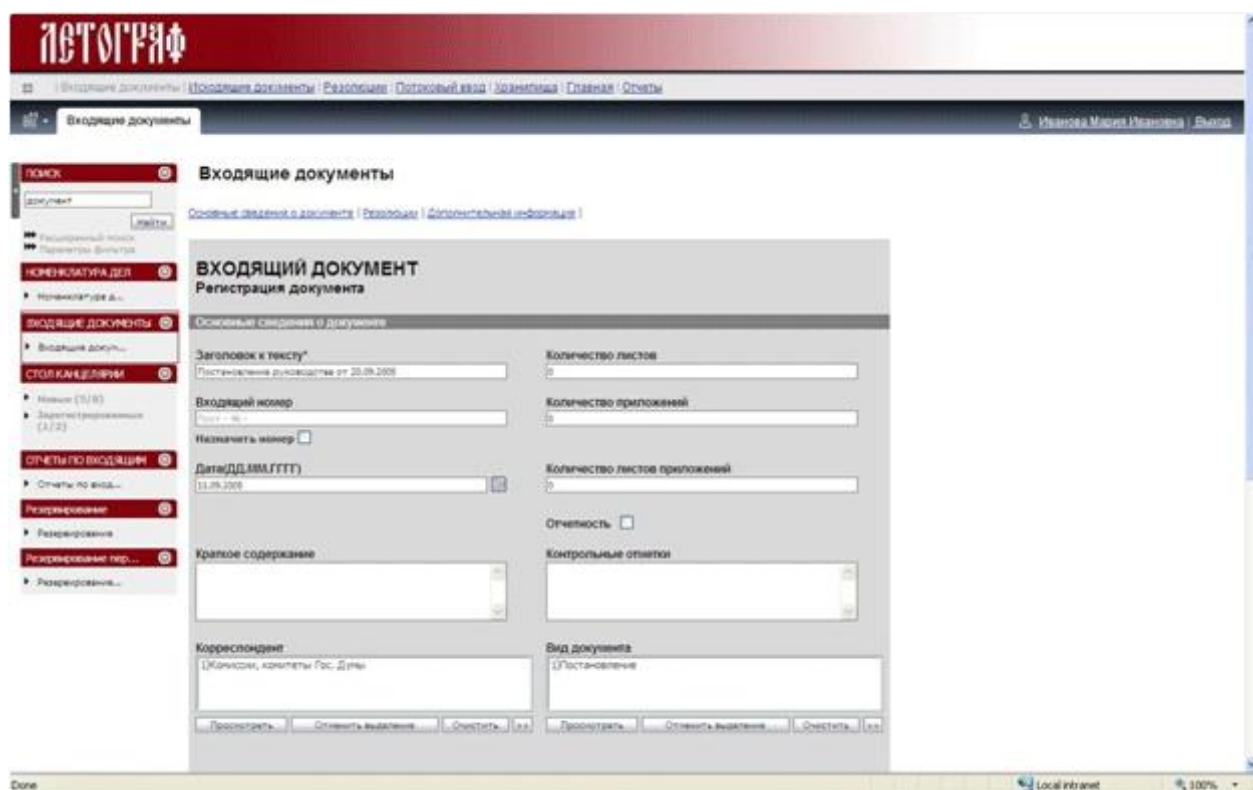 ЛЕТОГРАФ
| Входящие документы | Исходящие документы | Резолюции | Потоковый ввод | Хранилища | Главная | Отчеты
Входящие документы
Иванова Мария Ивановна | Выход
ПОИСК
документ
Найти
Расширенный поиск
Параметры фильтра
НОМЕНКЛАТУРА ДЕЛ
Номенклатура д...
ВХОДЯЩИЕ ДОКУМЕНТЫ
Входящие докум...
СТОЛ КАНЦЕЛЯРИИ
Новые (5/8)
Зарегистрированные
(1/2)
ОТЧЕТЫ ПО ВХОДЯЩИМ
Отчеты по вход...
Резервирование
Резервирование
Резервирование пер...
Резервирование...
Входящие документы
Основные сведения о документе | Резолюции | Дополнительная информация |
ВХОДЯЩИЙ ДОКУМЕНТ
Регистрация документа
Основные сведения о документе
Заголовок к тексту*
Количество листов
Постановление руководства от 20.09.2005
0
Входящий номер
Количество приложений
0
Назначить номер
Дата(ДД.ММ.ГГГГ)
Количество листов приложений
0
Отчетность
Краткое содержание
Контрольные отметки
Корреспондент
Вид документа
1)Комиссии, комитеты Гос. Думы
1)Постановление
Просмотреть Отменить выделение Очистить >>
Просмотреть Отменить выделение Очистить >>
Done
Local intranet
100%